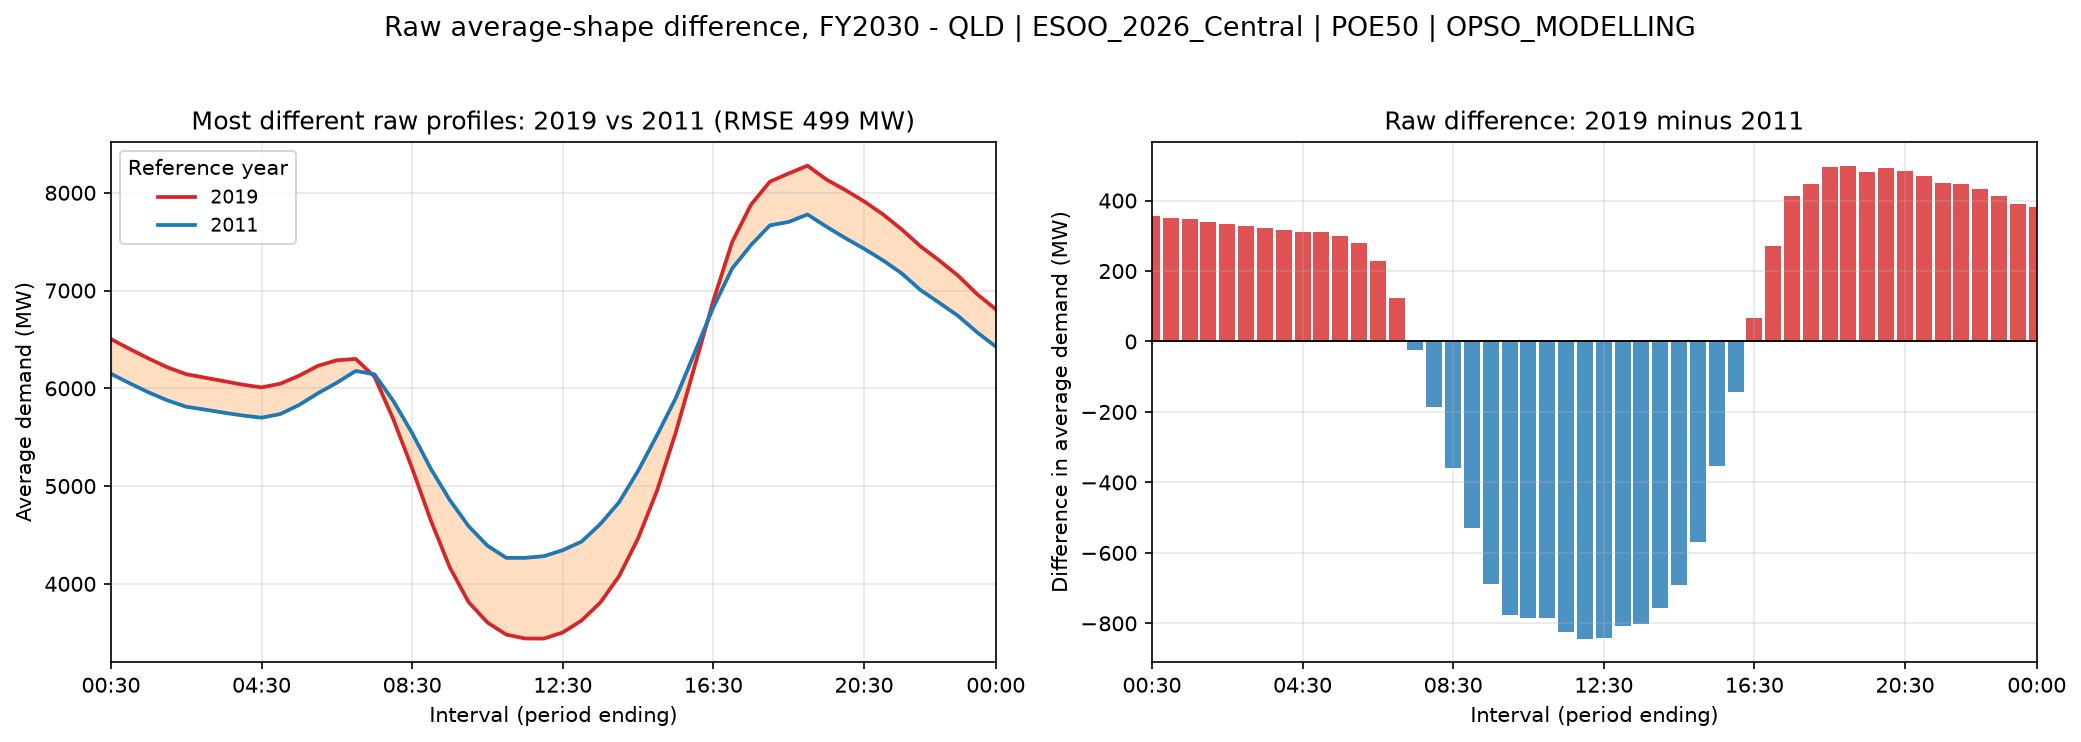 Raw average-shape difference, FY2030 - QLD | ESOO_2026_Central | POE50 | OPSO_MODELLING
Most different raw profiles: 2019 vs 2011 (RMSE 499 MW)
Reference year
2019
2011
Average demand (MW)
8000
7000
6000
5000
4000
00:30 04:30 08:30 12:30 16:30 20:30 00:00
Interval (period ending)
Raw difference: 2019 minus 2011
Difference in average demand (MW)
400
200
0
−200
−400
−600
−800
00:30 04:30 08:30 12:30 16:30 20:30 00:00
Interval (period ending)